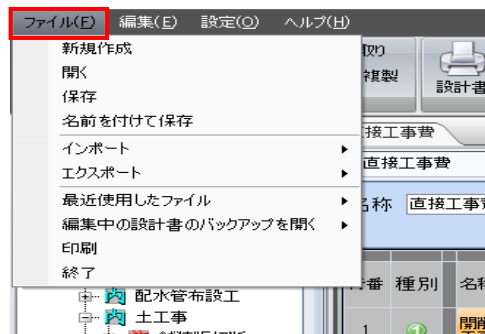 ファイル(F) 編集(E) 設定(O) ヘルプ(H)
新規作成
開く
保存
名前を付けて保存
インポート
エクスポート
最近使用したファイル
編集中の設計書のバックアップを開く
印刷
終了
取り
複製
設計書
直接工事費
直接工事費
名称 直接工事
番 種別 名称
1 開削
配水管布設工
土工事